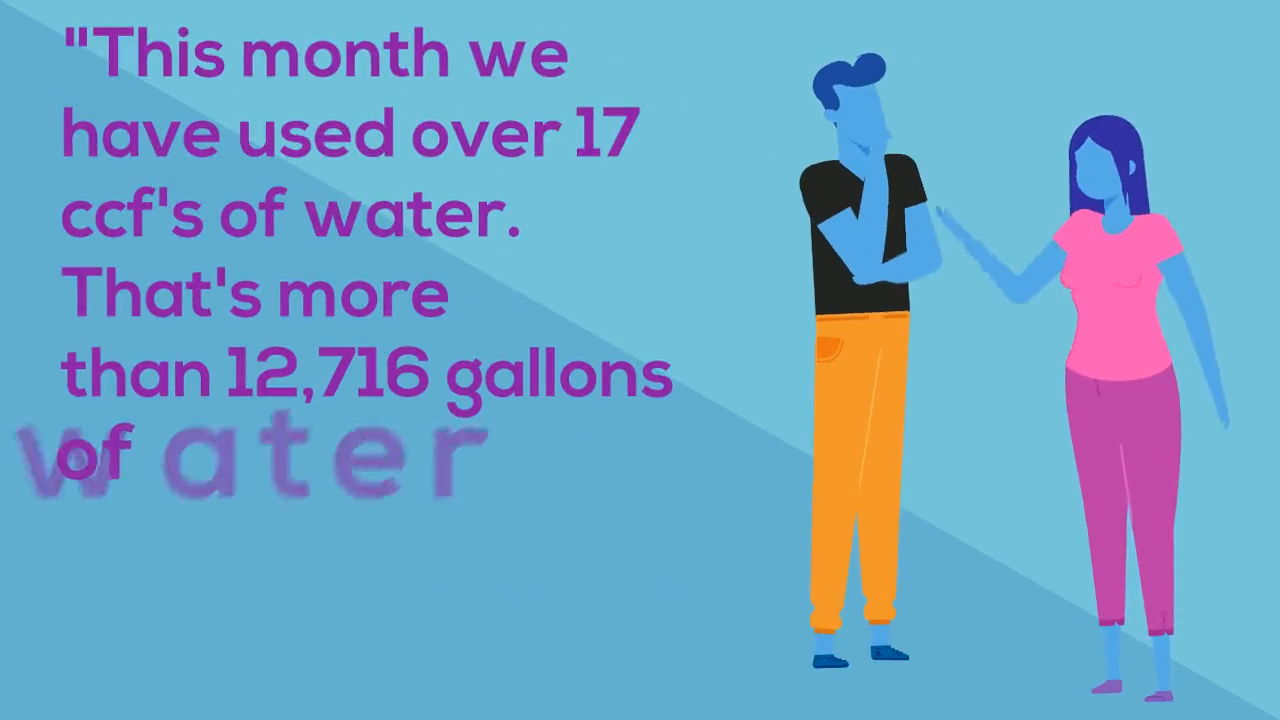 "This month we
have used over 17
ccf's of water.
That's more
than 12,716 gallons
of water